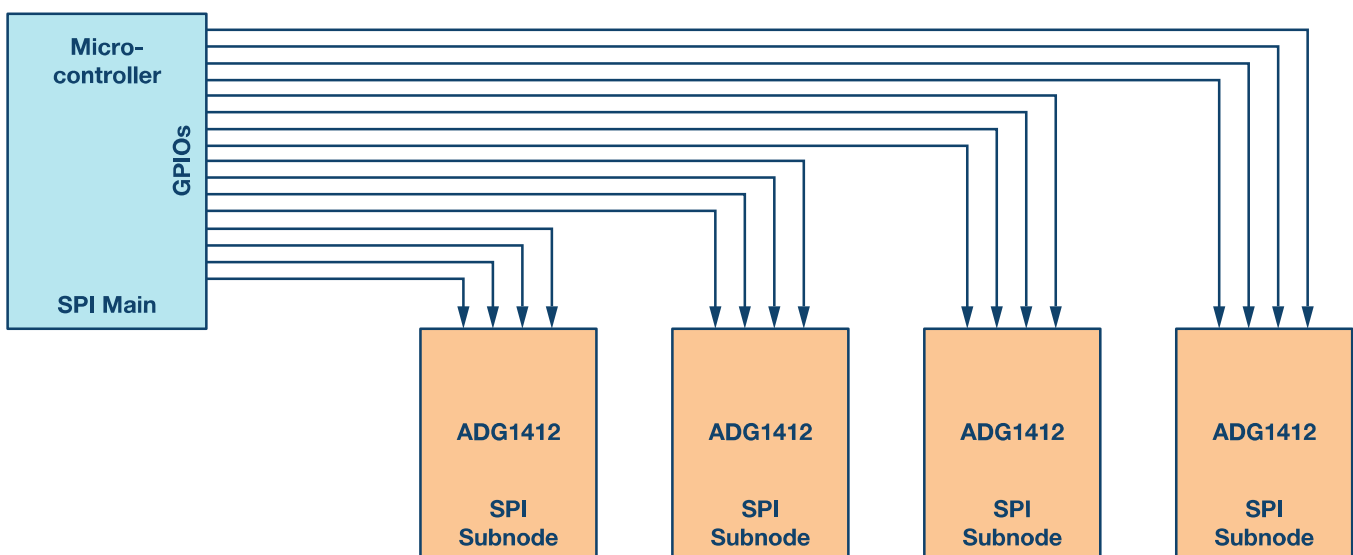 Micro-
controller
GPIOs
SPI Main
ADG1412
SPI
Subnode
ADG1412
SPI
Subnode
ADG1412
SPI
Subnode
ADG1412
SPI
Subnode